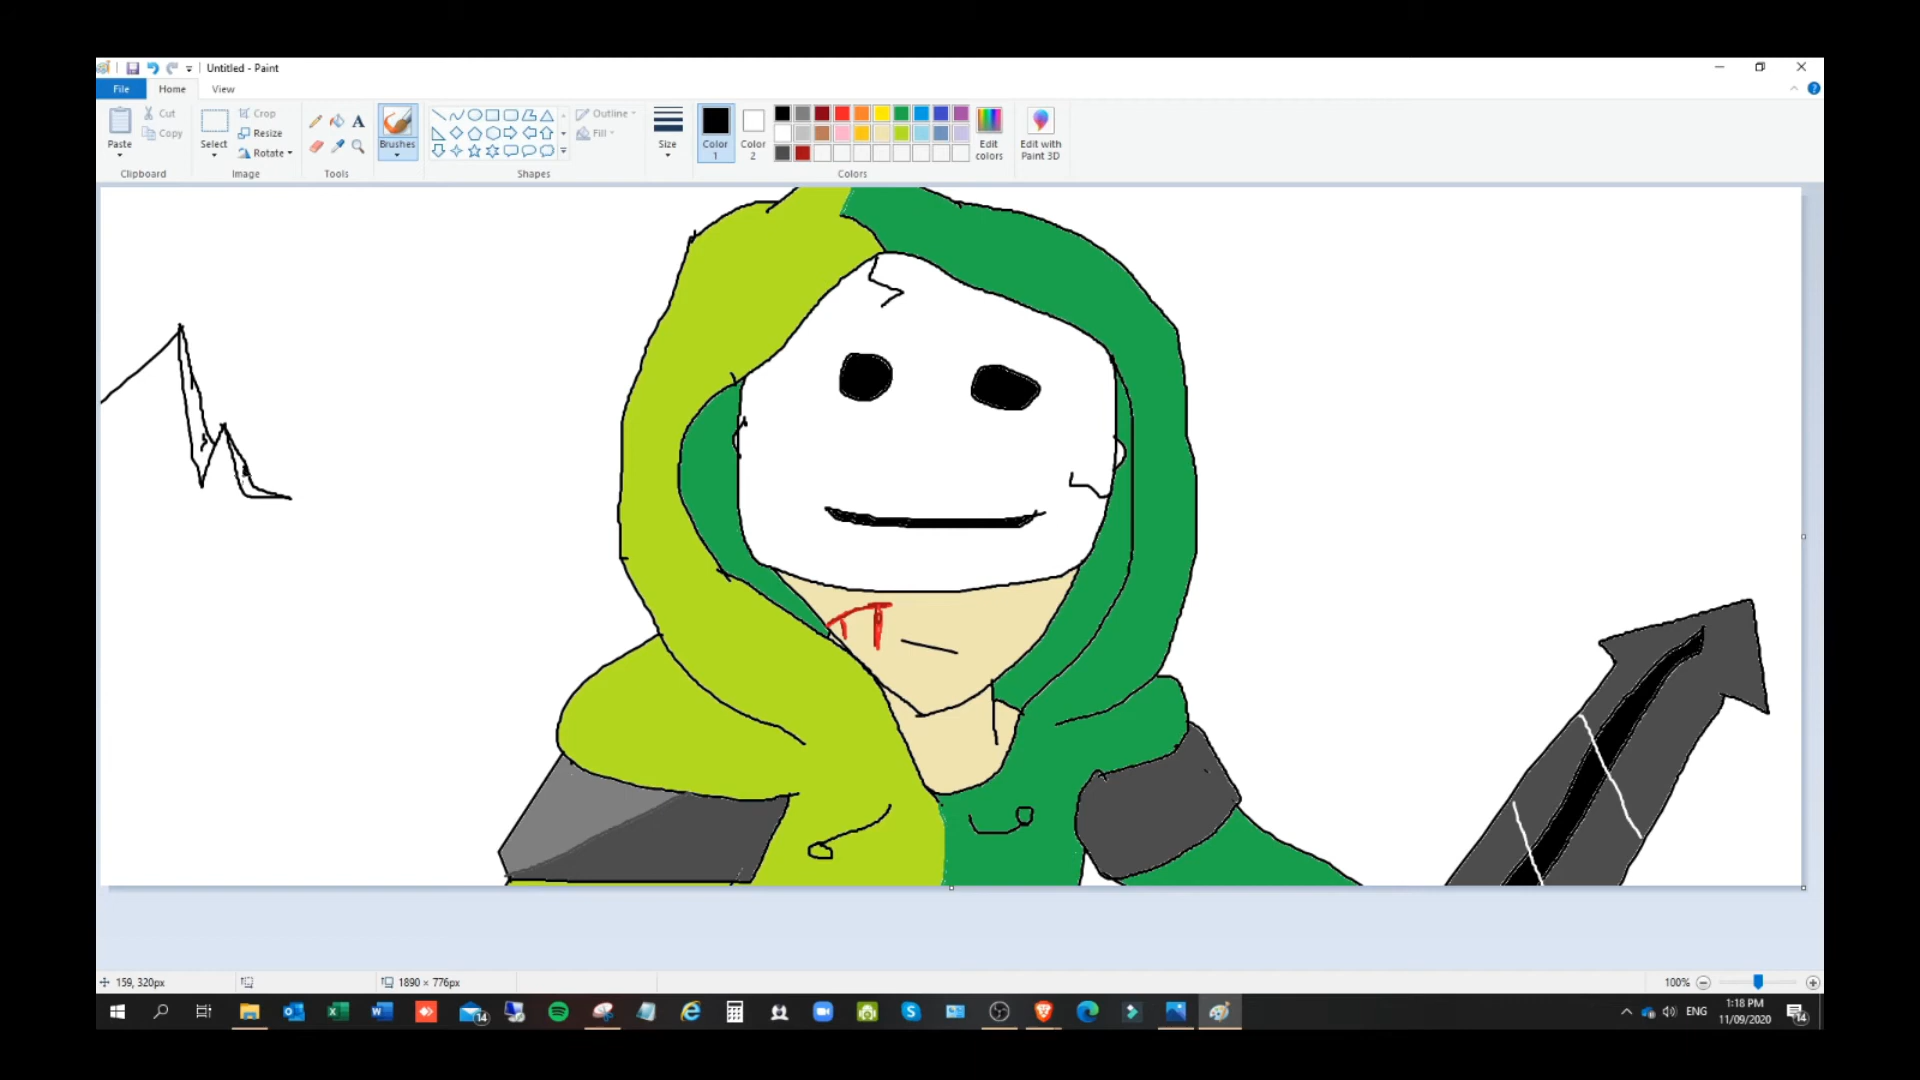 Untitled - Paint
File Home View
Paste
Cut
Copy
Clipboard
Select
Crop
Resize
Rotate
Image
A
Tools
Brushes
Shapes
Outline
Fill
Size
Color 1
Color 2
Colors
Edit colors
Edit with Paint 3D
159, 320px
1890 × 776px
100%
14
ENG
1:18 PM
11/09/2020
14